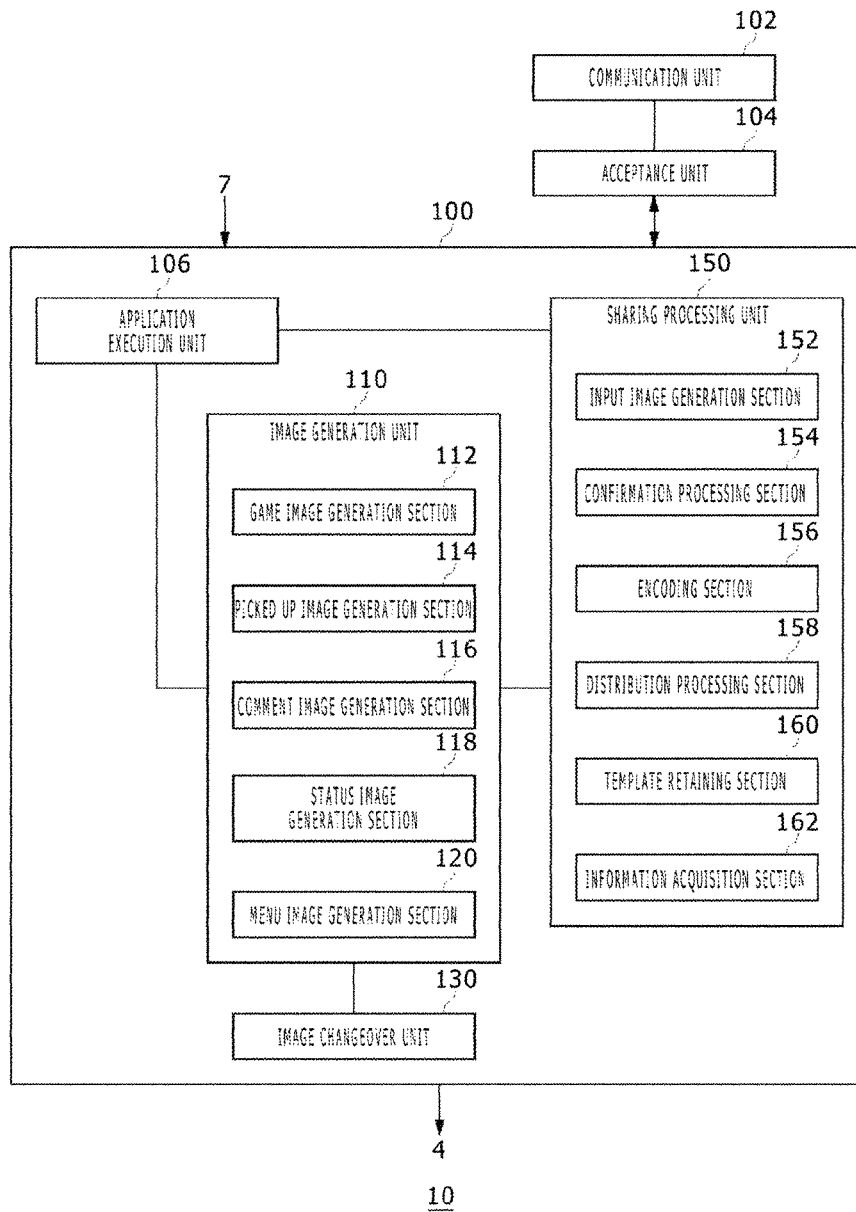 102
COMMUNICATION UNIT
104
ACCEPTANCE UNIT
7
100
106
APPLICATION
EXECUTION UNIT
150
SHARING PROCESSING UNIT
152
INPUT IMAGE GENERATION SECTION
154
CONFIRMATION PROCESSING SECTION
156
ENCODING SECTION
158
DISTRIBUTION PROCESSING SECTION
160
TEMPLATE RETAINING SECTION
162
INFORMATION ACQUISITION SECTION
110
IMAGE GENERATION UNIT
112
GAME IMAGE GENERATION SECTION
114
PICKED UP IMAGE GENERATION SECTION
116
COMMENT IMAGE GENERATION SECTION
118
STATUS IMAGE
GENERATION SECTION
120
MENU IMAGE GENERATION SECTION
130
IMAGE CHANGEOVER UNIT
4
10